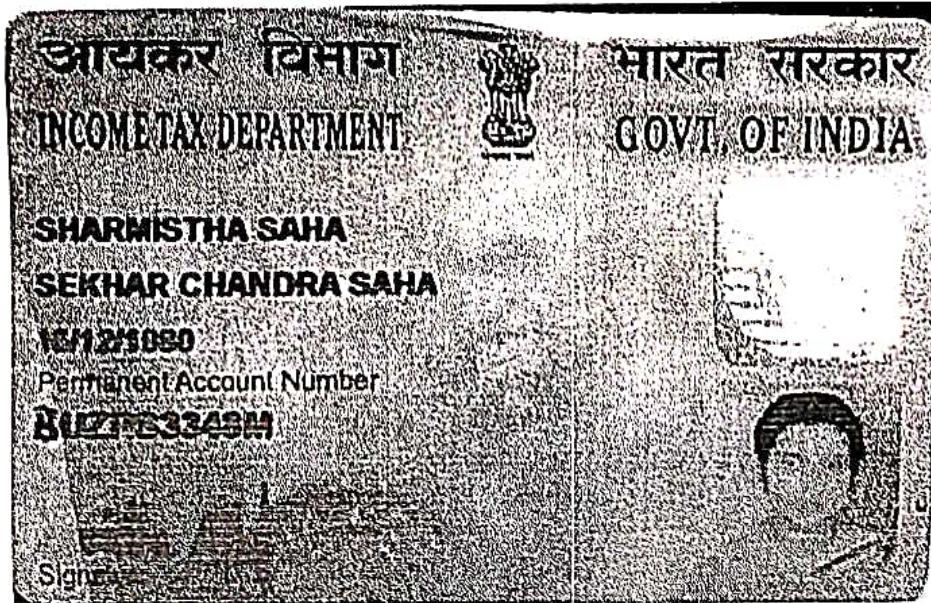 आयकर विभाग भारत सरकार
INCOME TAX DEPARTMENT GOVT. OF INDIA
SHARMISTHA SAHA
SEKHAR CHANDRA SAHA
Permanent Account Number